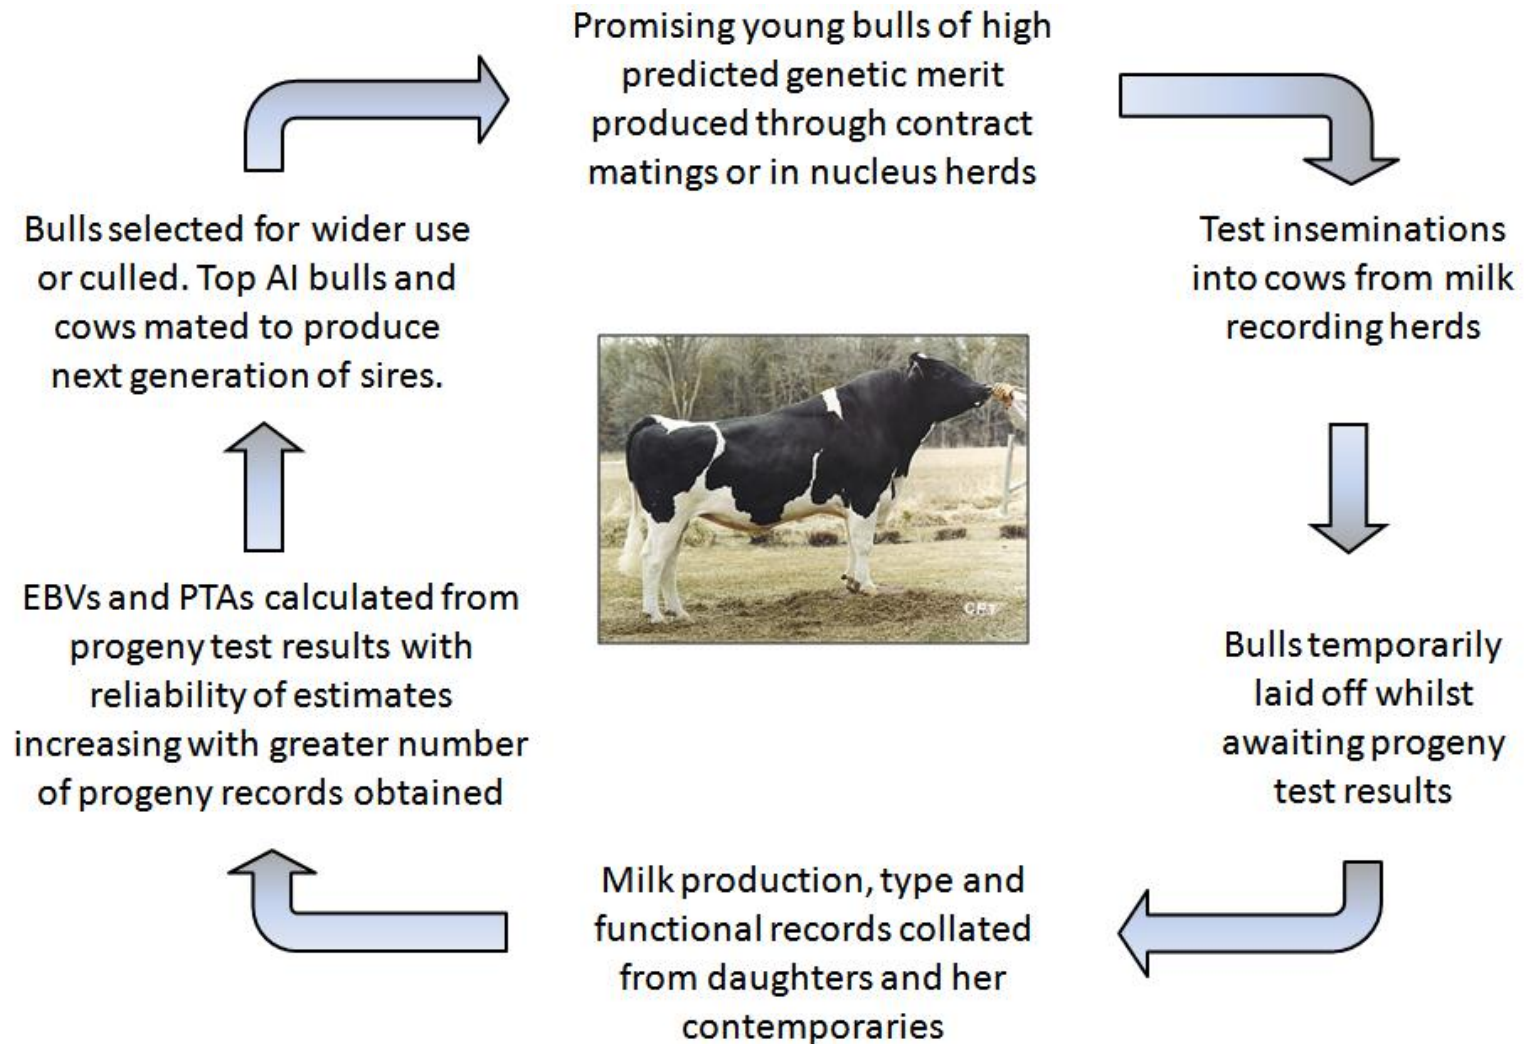 Promising young bulls of high
predicted genetic merit
produced through contract
matings or in nucleus herds
Test inseminations
into cows from milk
recording herds
Bulls temporarily
laid off whilst
awaiting progeny
test results
Milk production, type and
functional records collated
from daughters and her
contemporaries
EBVs and PTAs calculated from
progeny test results with
reliability of estimates
increasing with greater number
of progeny records obtained
Bulls selected for wider use
or culled. Top AI bulls and
cows mated to produce
next generation of sires.